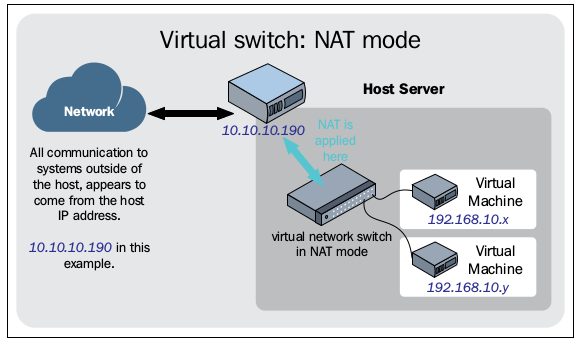 Virtual switch: NAT mode
Network
10.10.10.190
Host Server
NAT is
applied
here
All communication to
systems outside of
the host, appears to
come from the host
IP address.
10.10.10.190 in this
example.
virtual network switch
in NAT mode
Virtual
Machine
192.168.10.x
Virtual
Machine
192.168.10.y